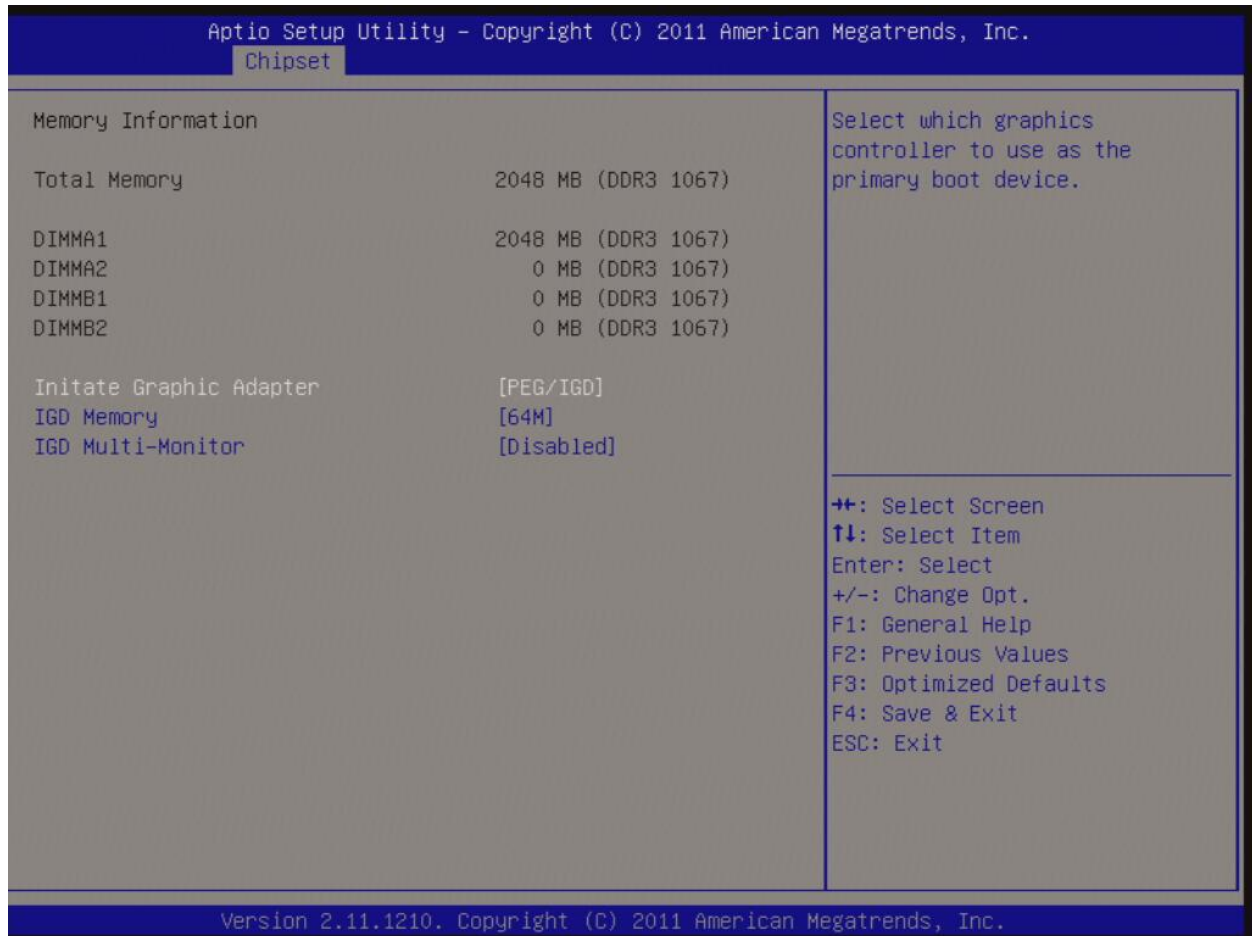 Aptio Setup Utility – Copyright (C) 2011 American Megatrends, Inc.
Chipset
Memory Information
Total Memory 2048 MB (DDR3 1067)
DIMMA1 2048 MB (DDR3 1067)
DIMMA2 0 MB (DDR3 1067)
DIMMB1 0 MB (DDR3 1067)
DIMMB2 0 MB (DDR3 1067)
Initate Graphic Adapter [PEG/IGD]
IGD Memory [64M]
IGD Multi-Monitor [Disabled]
Select which graphics
controller to use as the
primary boot device.
→←: Select Screen
↑↓: Select Item
Enter: Select
+/-: Change Opt.
F1: General Help
F2: Previous Values
F3: Optimized Defaults
F4: Save & Exit
ESC: Exit
Version 2.11.1210. Copyright (C) 2011 American Megatrends, Inc.